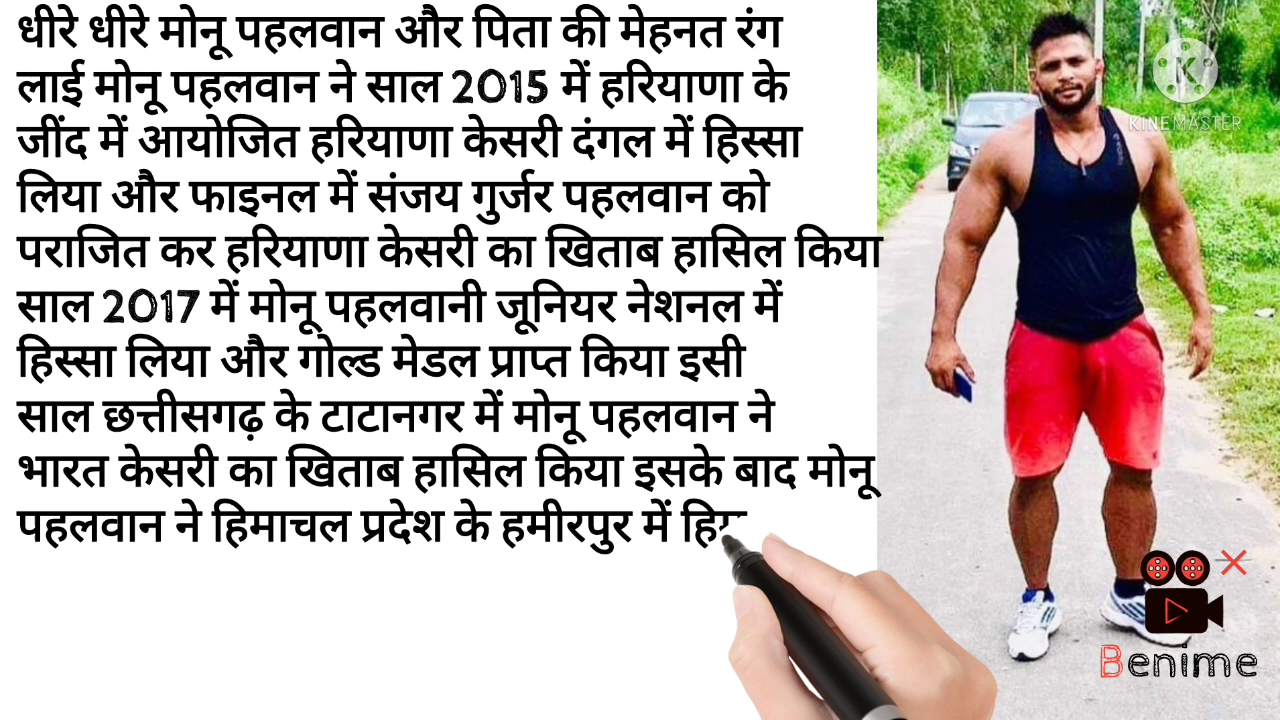 धीरे धीरे मोनू पहलवान और पिता की मेहनत रंग
लाई मोनू पहलवान ने साल 2015 में हरियाणा के
जींद में आयोजित हरियाणा केसरी दंगल में हिस्सा
लिया और फाइनल में संजय गुर्जर पहलवान को
पराजित कर हरियाणा केसरी का खिताब हासिल किया
साल 2017 में मोनू पहलवानी जूनियर नेशनल में
हिस्सा लिया और गोल्ड मेडल प्राप्त किया इसी
साल छत्तीसगढ़ के टाटानगर में मोनू पहलवान ने
भारत केसरी का खिताब हासिल किया इसके बाद मोनू
पहलवान ने हिमाचल प्रदेश के हमीरपुर में
KINEMASTER
Benime